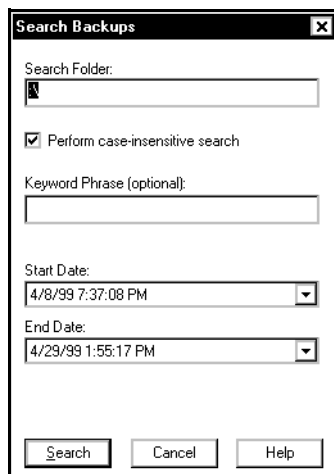 Search Backups
Search Folder:
:\
Perform case-insensitive search
Keyword Phrase (optional):
Start Date:
4/8/99 7:37:08 PM
End Date:
4/29/99 1:55:17 PM
Search Cancel Help